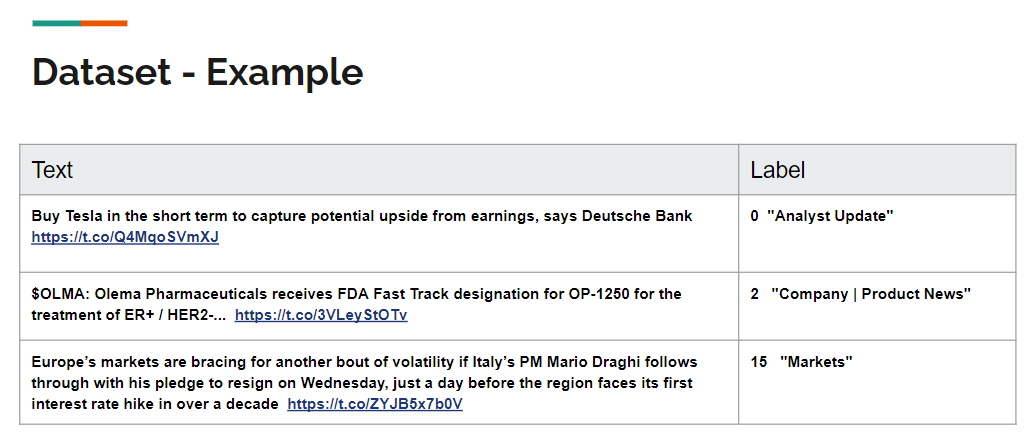 Dataset - Example
Text Label
Buy Tesla in the short term to capture potential upside from earnings, says Deutsche Bank 0 "Analyst Update"
https://t.co/Q4MqoSVmXJ
$OLMA: Olema Pharmaceuticals receives FDA Fast Track designation for OP-1250 for the 2 "Company | Product News"
treatment of ER+ / HER2-... https://t.co/3VLeyStOTv
Europe’s markets are bracing for another bout of volatility if Italy’s PM Mario Draghi follows 15 "Markets"
through with his pledge to resign on Wednesday, just a day before the region faces its first
interest rate hike in over a decade https://t.co/ZYJB5x7b0V